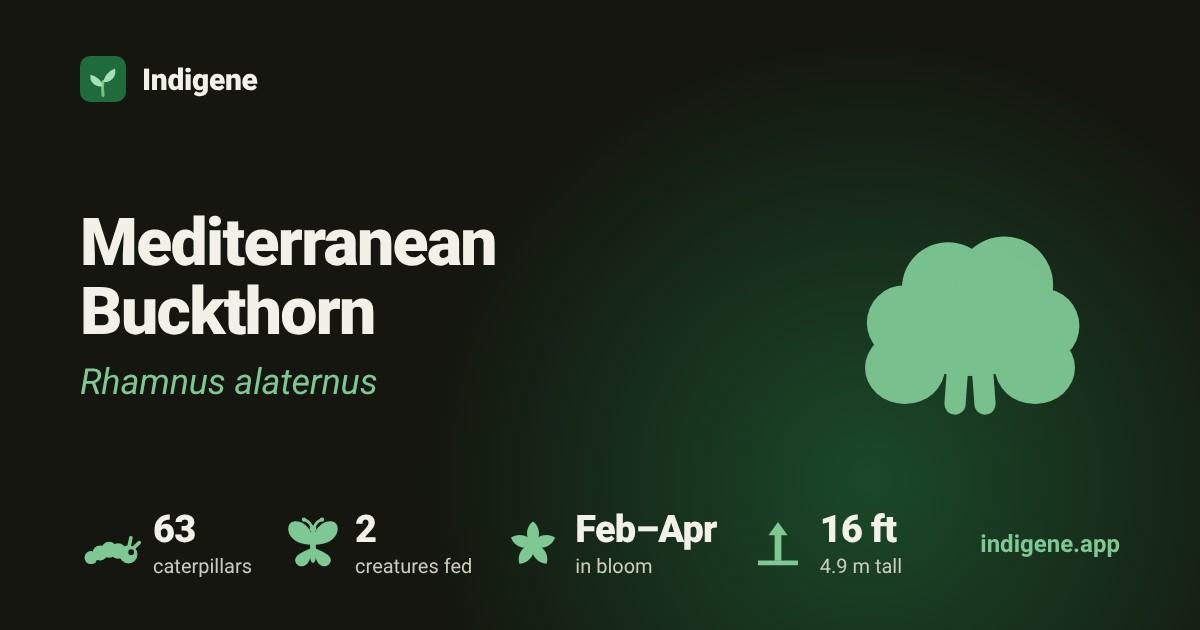 Indigene
Mediterranean
Buckthorn
Rhamnus alaternus
63
caterpillars
2
creatures fed
Feb–Apr
in bloom
16 ft
4.9 m tall
indigene.app